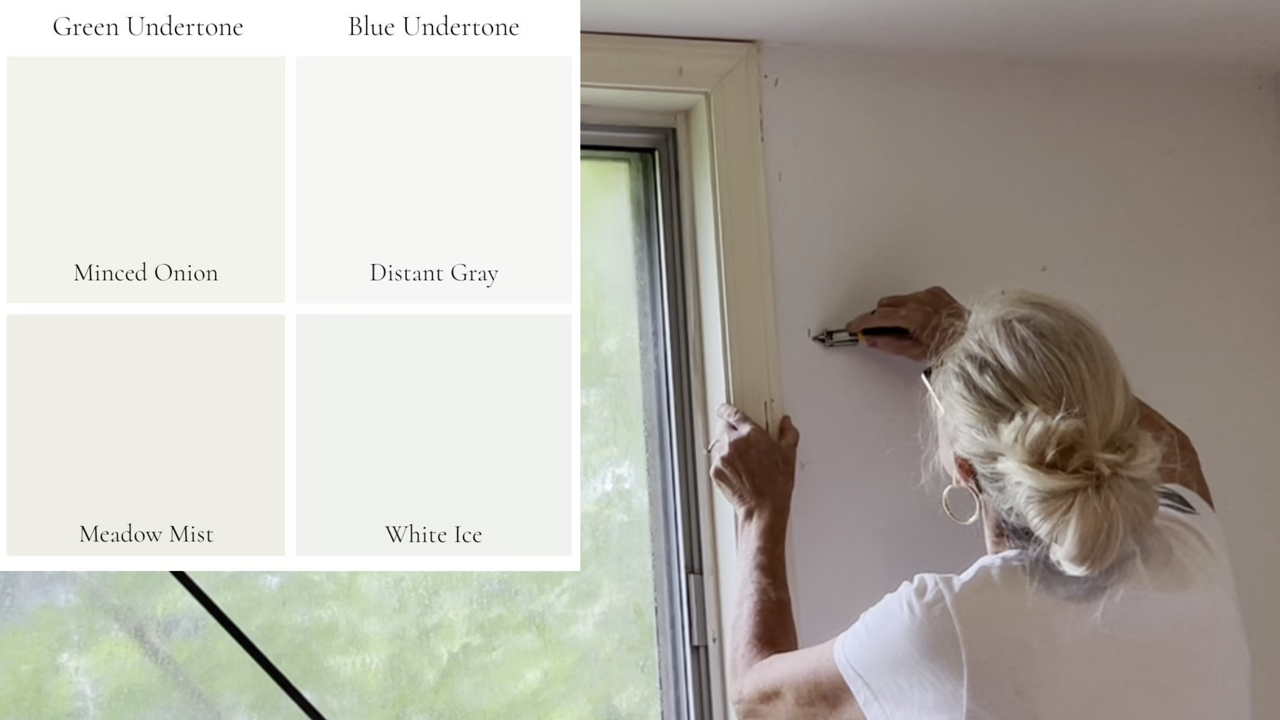 Green Undertone
Blue Undertone
Minced Onion
Distant Gray
Meadow Mist
White Ice